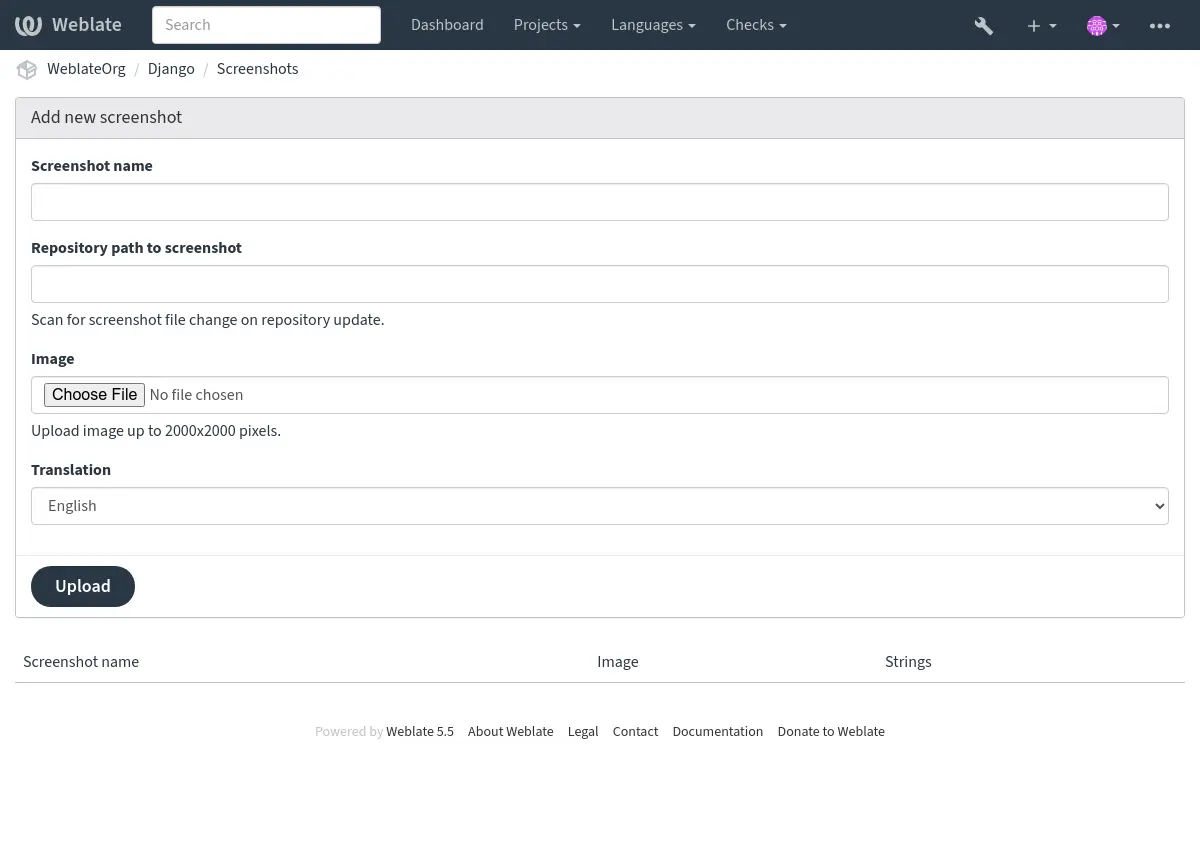 Weblate Search Dashboard Projects Languages Checks
WeblateOrg / Django / Screenshots
Add new screenshot
Screenshot name
Repository path to screenshot
Scan for screenshot file change on repository update.
Image
Choose File No file chosen
Upload image up to 2000x2000 pixels.
Translation
English
Upload
Screenshot name Image Strings
Powered by Weblate 5.5 About Weblate Legal Contact Documentation Donate to Weblate